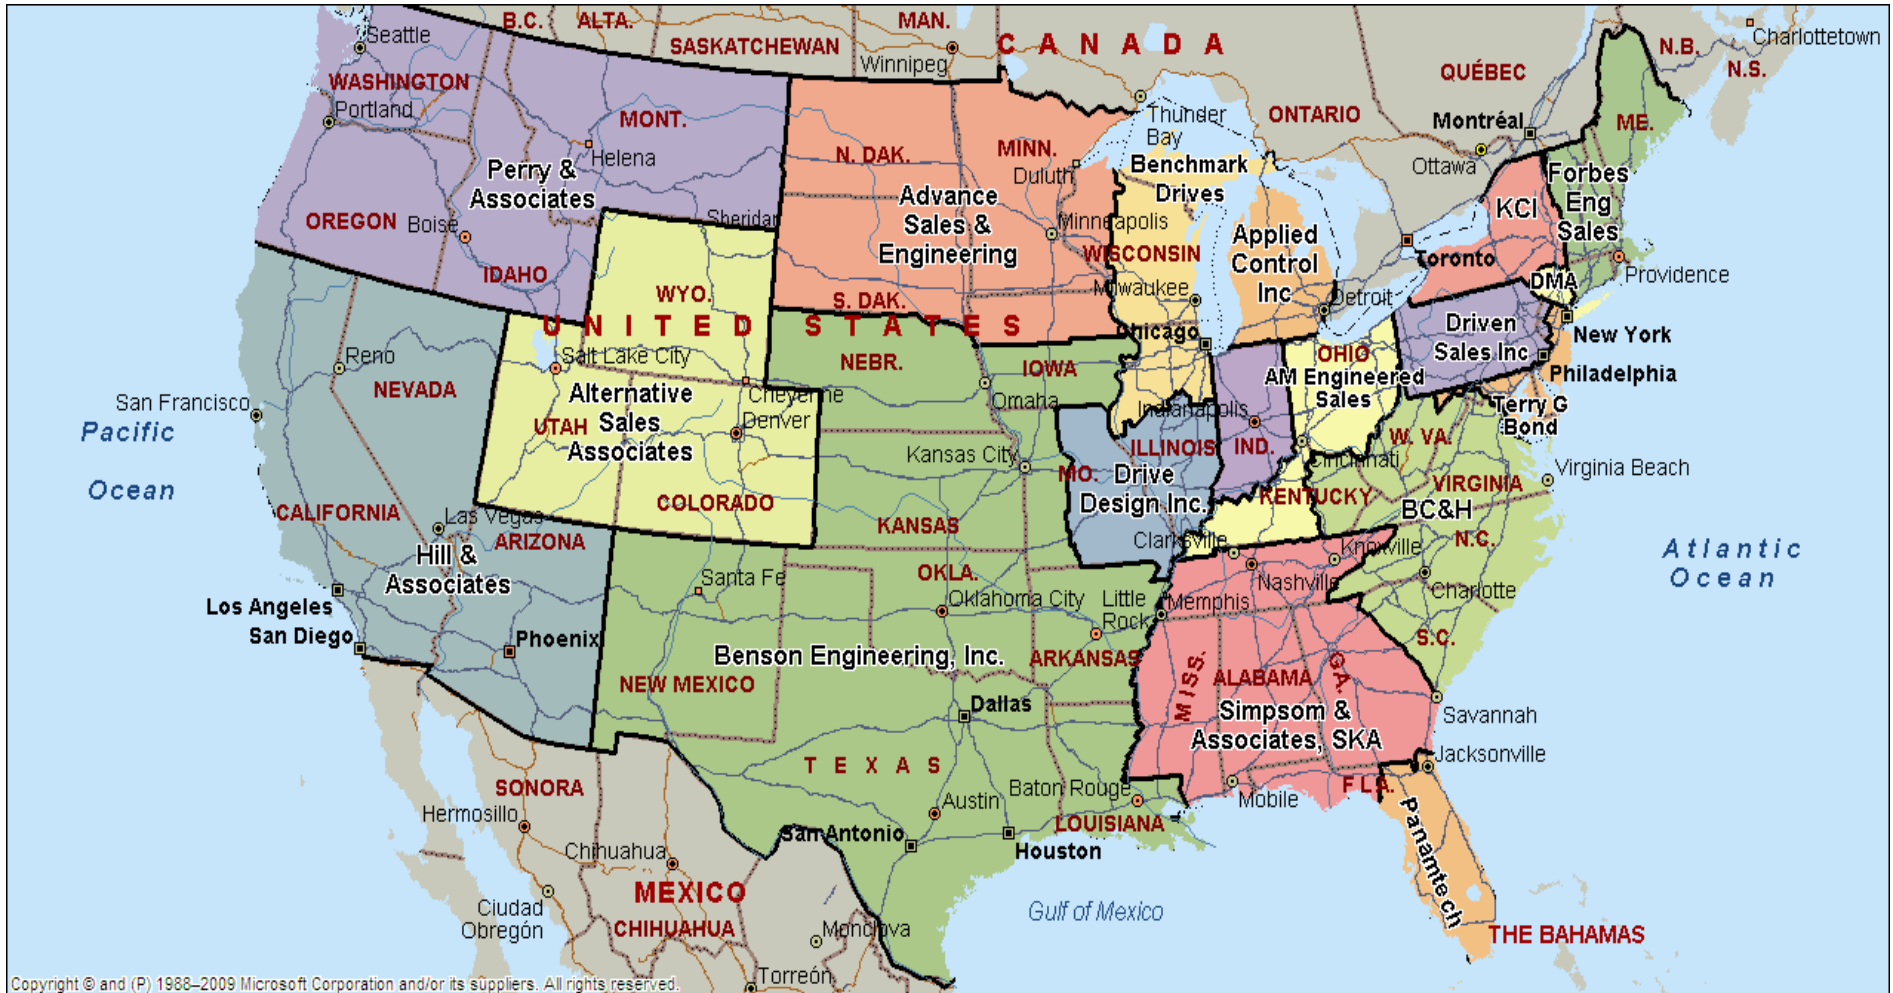 B.C.
ALTA.
SASKATCHEWAN
MAN.
Winnipeg
CANADA
ONTARIO
QUÉBEC
N.B.
N.S.
Charlottetown
Seattle
WASHINGTON
Portland
MONT.
Helena
Perry &
Associates
OREGON
Boise
IDAHO
Sheridan
N. DAK.
MINN.
Duluth
Advance
Sales &
Engineering
Minneapolis
S. DAK.
Thunder
Bay
Benchmark
Drives
WISCONSIN
Milwaukee
Applied
Control
Inc
Detroit
Montréal
Ottawa
Toronto
KCI
ME.
Forbes
Eng
Sales
DMA
Providence
New York
Philadelphia
Driven
Sales Inc
Terry G
Bond
WYO.
UNITED STATES
Reno
NEVADA
San Francisco
Pacific
Ocean
CALIFORNIA
Salt Lake City
Alternative
Sales
Associates
UTAH
Cheyenne
Denver
COLORADO
NEBR.
IOWA
Omaha
Chicago
Kansas City
KANSAS
MO.
ILLINOIS
Drive
Design Inc.
Indianapolis
IND.
OHIO
AM Engineered
Sales
Cincinnati
KENTUCKY
W. VA.
VIRGINIA
Virginia Beach
BC&H
N.C.
Charlotte
S.C.
Atlantic
Ocean
Las Vegas
ARIZONA
Hill &
Associates
Los Angeles
San Diego
Phoenix
Santa Fe
NEW MEXICO
OKLA.
Oklahoma City
Little
Rock
ARKANSAS
Benson Engineering, Inc.
Dallas
TEXAS
Austin
San Antonio
Houston
Baton Rouge
LOUISIANA
Clarksville
Nashville
Knoxville
Memphis
MISS.
ALABAMA
GA.
Simpsom &
Associates, SKA
Savannah
Jacksonville
FLA.
Mobile
Panamtech
Gulf of Mexico
THE BAHAMAS
SONORA
Hermosillo
Chihuahua
MEXICO
CHIHUAHUA
Ciudad
Obregón
Monclova
Torreón
Copyright © and (P) 1988–2009 Microsoft Corporation and/or its suppliers. All rights reserved.